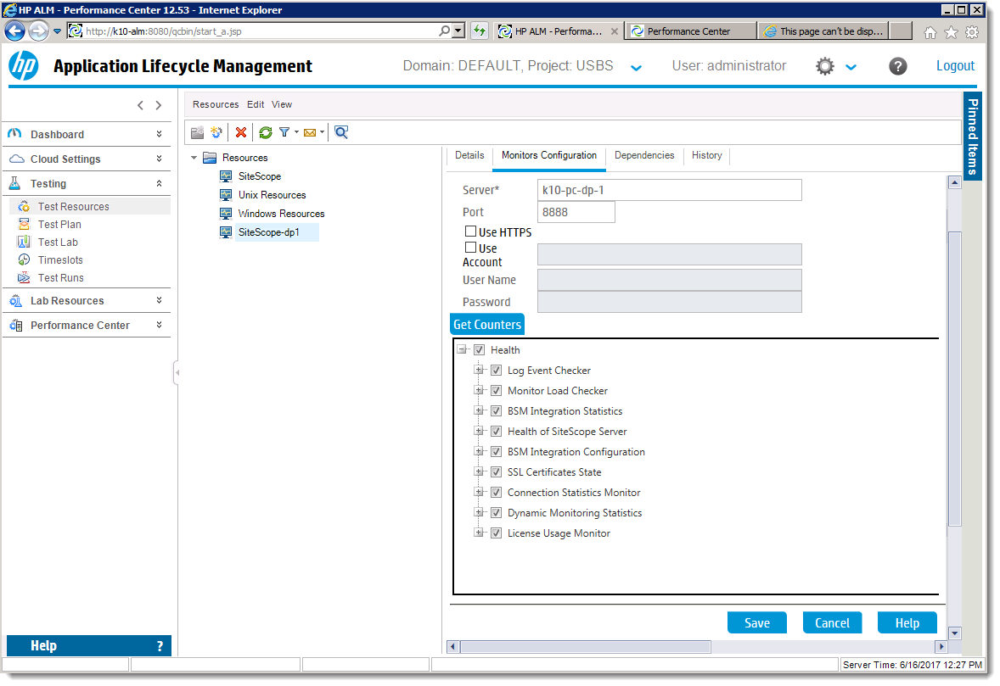 HP ALM - Performance Center 12.53 - Internet Explorer
http://k10-alm:8080/qcbin/start_a.jsp
HP ALM - Performa...
Performance Center
This page can't be disp...
hp
Application Lifecycle Management
Domain: DEFAULT, Project: USBS
User: administrator
?
Logout
Pinned Items
Dashboard
Cloud Settings
Testing
Test Resources
Test Plan
Test Lab
Timeslots
Test Runs
Lab Resources
Performance Center
Help ?
Resources Edit View
Resources
SiteScope
Unix Resources
Windows Resources
SiteScope-dp1
Details Monitors Configuration Dependencies History
Server* k10-pc-dp-1
Port 8888
Use HTTPS
Use
Account
User Name
Password
Get Counters
Health
Log Event Checker
Monitor Load Checker
BSM Integration Statistics
Health of SiteScope Server
BSM Integration Configuration
SSL Certificates State
Connection Statistics Monitor
Dynamic Monitoring Statistics
License Usage Monitor
Save Cancel Help
Server Time: 6/16/2017 12:27 PM